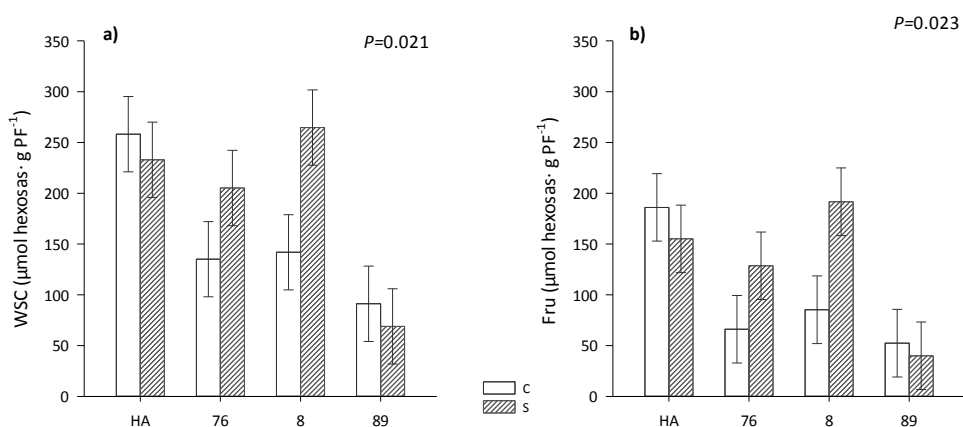 a)
P=0.021
WSC (µmol hexosas· g PF⁻¹)
350
300
250
200
150
100
50
0
HA 76 8 89
C
S
b)
P=0.023
Fru (µmol hexosas· g PF⁻¹)
350
300
250
200
150
100
50
0
HA 76 8 89